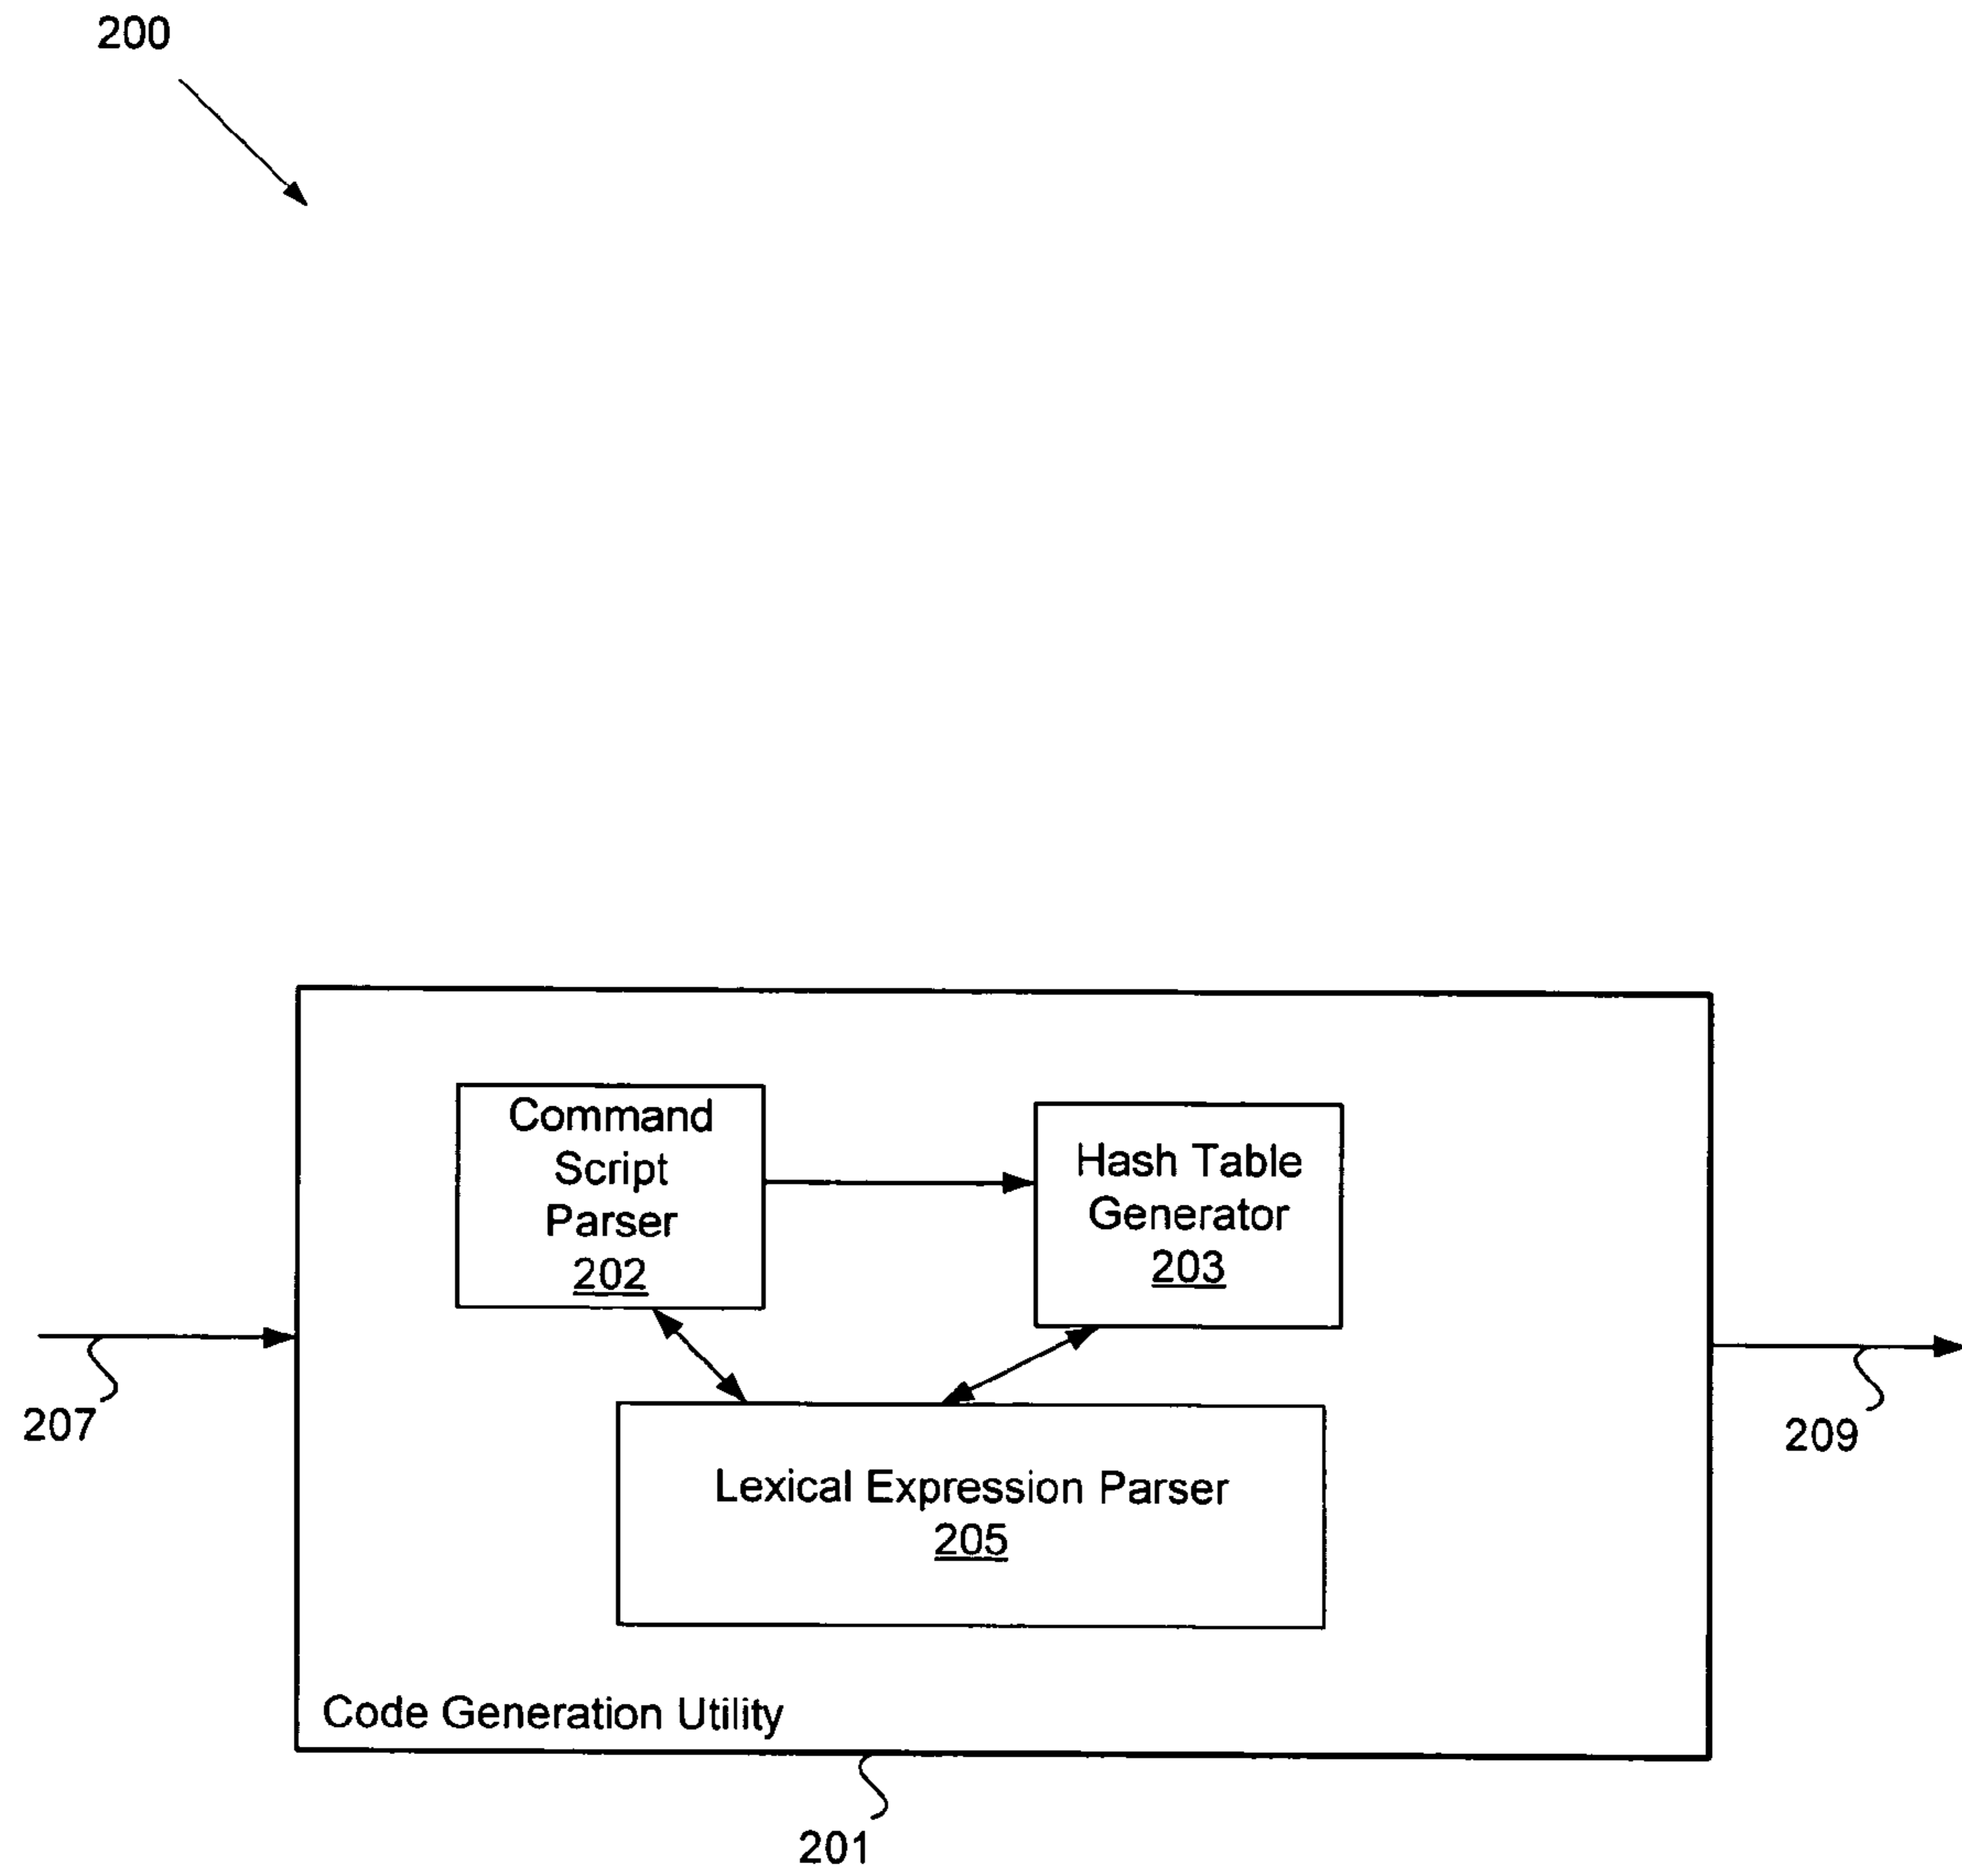 200
Command
Script
Parser
202
Hash Table
Generator
203
207
209
Lexical Expression Parser
205
Code Generation Utility
201